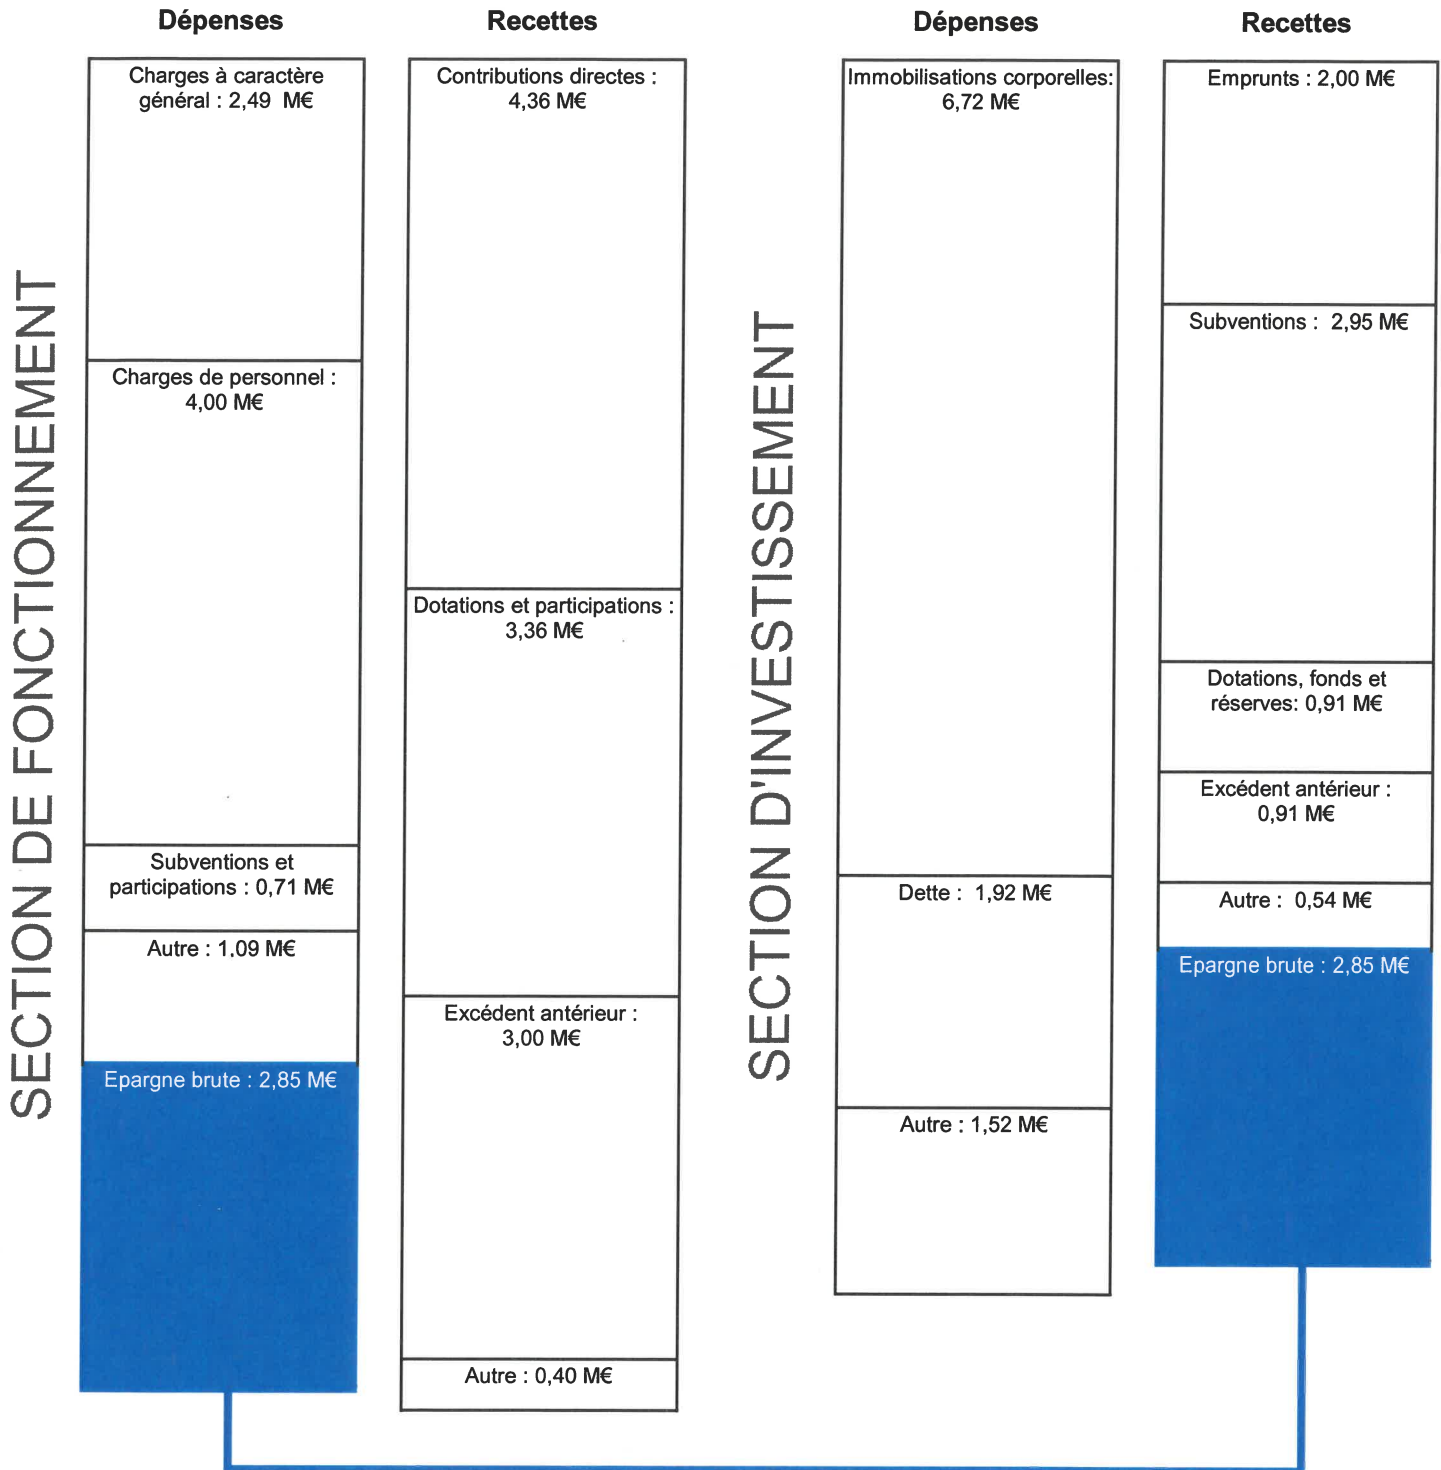 SECTION DE FONCTIONNEMENT
Dépenses
Charges à caractère
général : 2,49 M€
Charges de personnel :
4,00 M€
Subventions et
participations : 0,71 M€
Autre : 1.09 M€
Epargne brute : 2,85 M€
Recettes
Contributions directes :
4,36 M€
Dotations et participations :
3,36 M€
Excédent antérieur :
3,00 M€
Autre : 0,40 M€
SECTION D'INVESTISSEMENT
Dépenses
Immobilisations corporelles:
6,72 M€
Dette : 1,92 M€
Autre : 1,52 M€
Recettes
Emprunts : 2,00 M€
Subventions : 2,95 M€
Dotations, fonds et
réserves: 0,91 M€
Excédent antérieur :
0,91 M€
Autre : 0,54 M€
Epargne brute : 2,85 M€